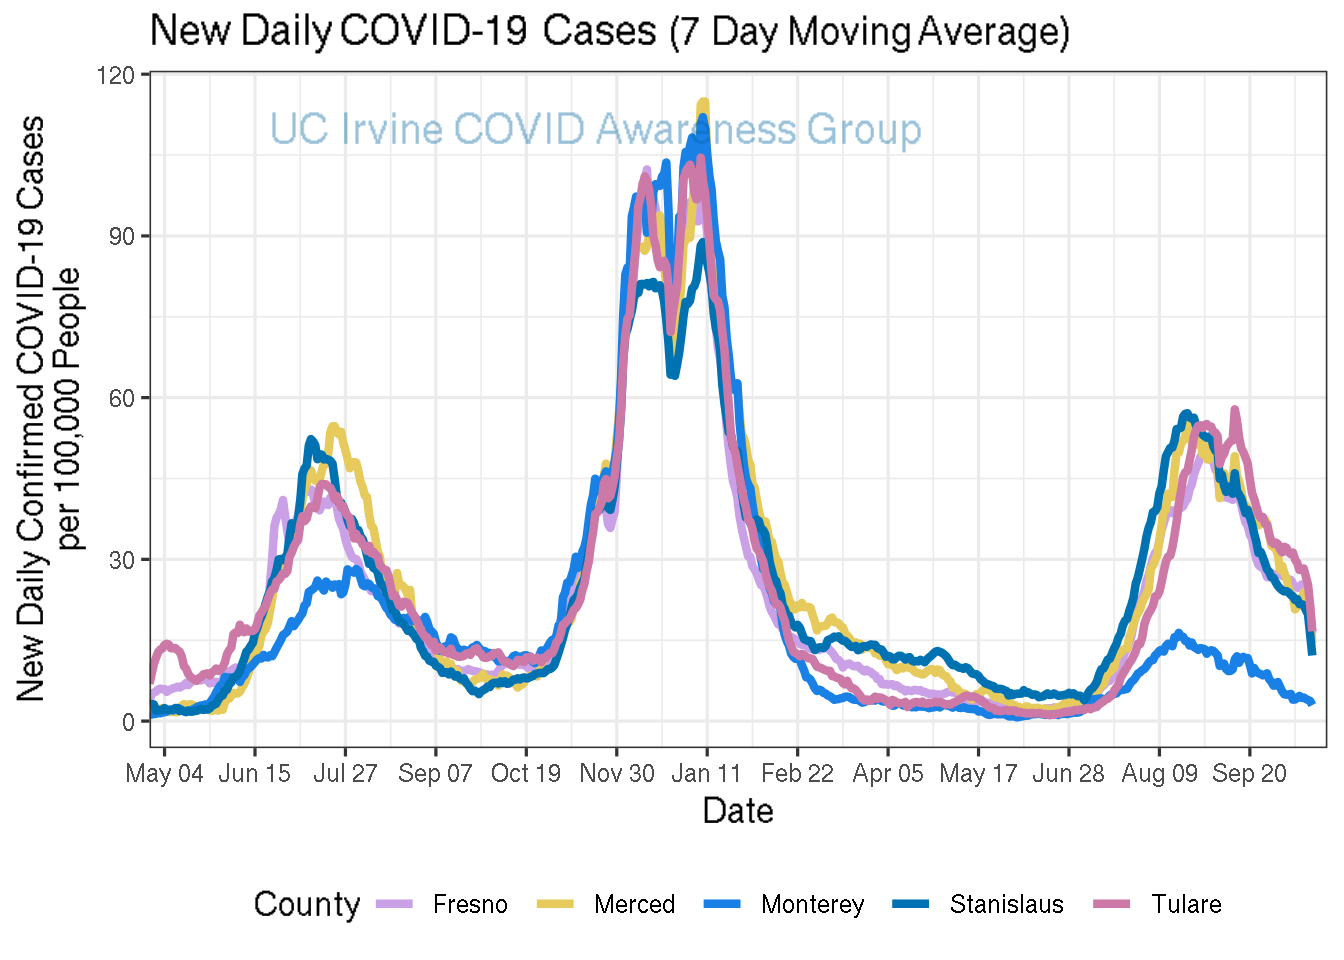 New Daily COVID-19 Cases (7 Day Moving Average)
UC Irvine COVID Awareness Group
New Daily Confirmed COVID-19 Cases
per 100,000 People
120
90
60
30
0
May 04 Jun 15 Jul 27 Sep 07 Oct 19 Nov 30 Jan 11 Feb 22 Apr 05 May 17 Jun 28 Aug 09 Sep 20
Date
County Fresno Merced Monterey Stanislaus Tulare